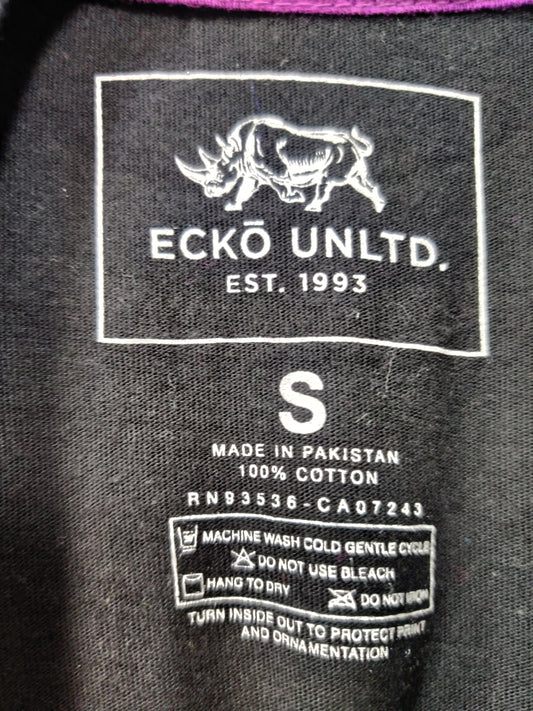 ECKŌ UNLTD.
EST. 1993
S
MADE IN PAKISTAN
100% COTTON
RN93536-CA07243
MACHINE WASH COLD GENTLE CYCLE
DO NOT USE BLEACH
HANG TO DRY DO NOT IRON
TURN INSIDE OUT TO PROTECT PRINT
AND ORNAMENTATION